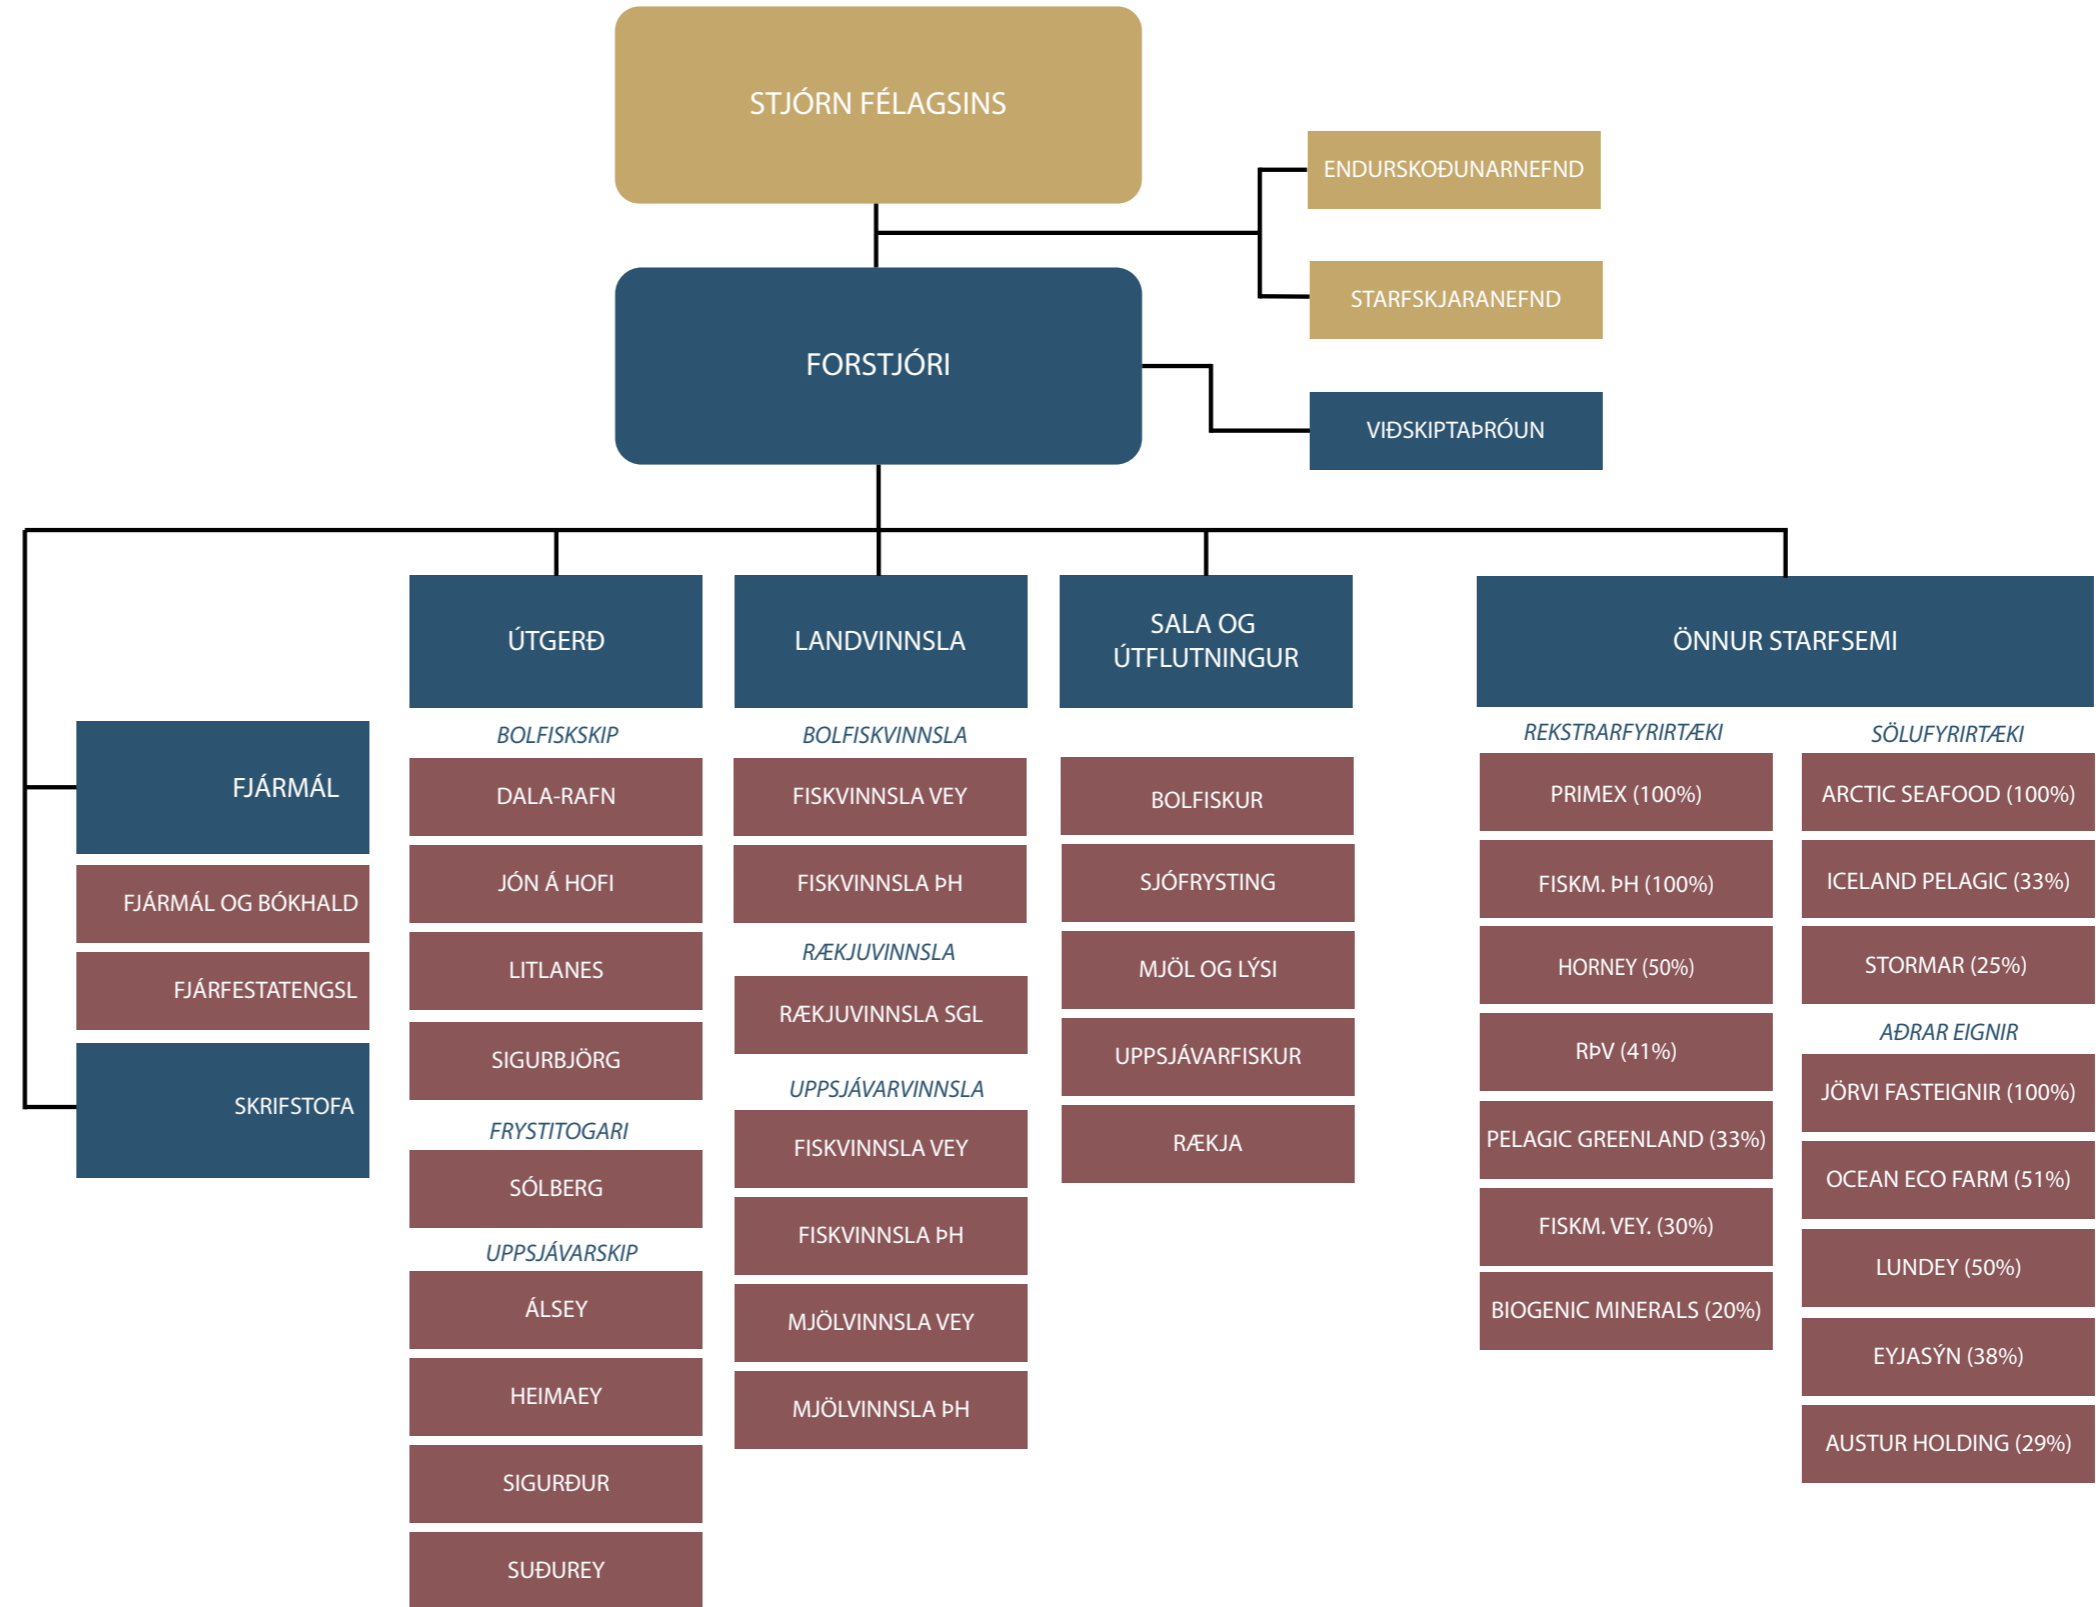 STJÓRN FÉLAGSINS
ENDURSKOÐUNARNEFND
STARFSKJARANEFND
FORSTJÓRI
VIÐSKIPTAÞRÓUN
FJÁRMÁL
FJÁRMÁL OG BÓKHALD
FJÁRFESTATENGSL
SKRIFSTOFA
ÚTGERÐ
BOLFISKSKIP
DALA-RAFN
JÓN Á HOFI
LITLANES
SIGURBJÖRG
FRYSTITOGARI
SÓLBERG
UPPSJÁVARSKIP
ÁLSEY
HEIMAEY
SIGURÐUR
SUÐUREY
LANDVINNSLA
BOLFISKVINNSLA
FISKVINNSLA VEY
FISKVINNSLA ÞH
RÆKJUVINNSLA
RÆKJUVINNSLA SGL
UPPSJÁVARVINNSLA
FISKVINNSLA VEY
FISKVINNSLA ÞH
MJÖLVINNSLA VEY
MJÖLVINNSLA ÞH
SALA OG
ÚTFLUTNINGUR
BOLFISKUR
SJÓFRYSTING
MJÖL OG LÝSI
UPPSJÁVARFISKUR
RÆKJA
ÖNNUR STARFSEMI
REKSTRARFYRIRTÆKI
PRIMEX (100%)
FISKM. ÞH (100%)
HORNEY (50%)
RÞV (41%)
PELAGIC GREENLAND (33%)
FISKM. VEY. (30%)
BIOGENIC MINERALS (20%)
SÖLUFYRIRTÆKI
ARCTIC SEAFOOD (100%)
ICELAND PELAGIC (33%)
STORMAR (25%)
AÐRAR EIGNIR
JÖRVI FASTEIGNIR (100%)
OCEAN ECO FARM (51%)
LUNDEY (50%)
EYJASÝN (38%)
AUSTUR HOLDING (29%)